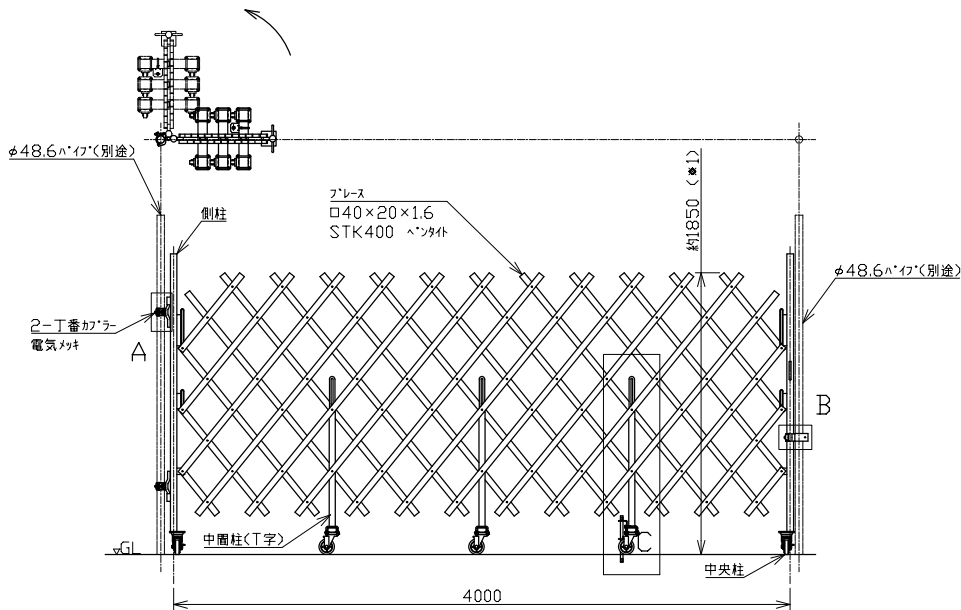 φ48.6パイプ(別途)
側柱
ブレース
□40×20×1.6
STK400 ペンタイト
約1850 (※1)
φ48.6パイプ(別途)
2-丁番カプラー
電気メッキ
A
B
中間柱(T字)
C
GL
中央柱
4000